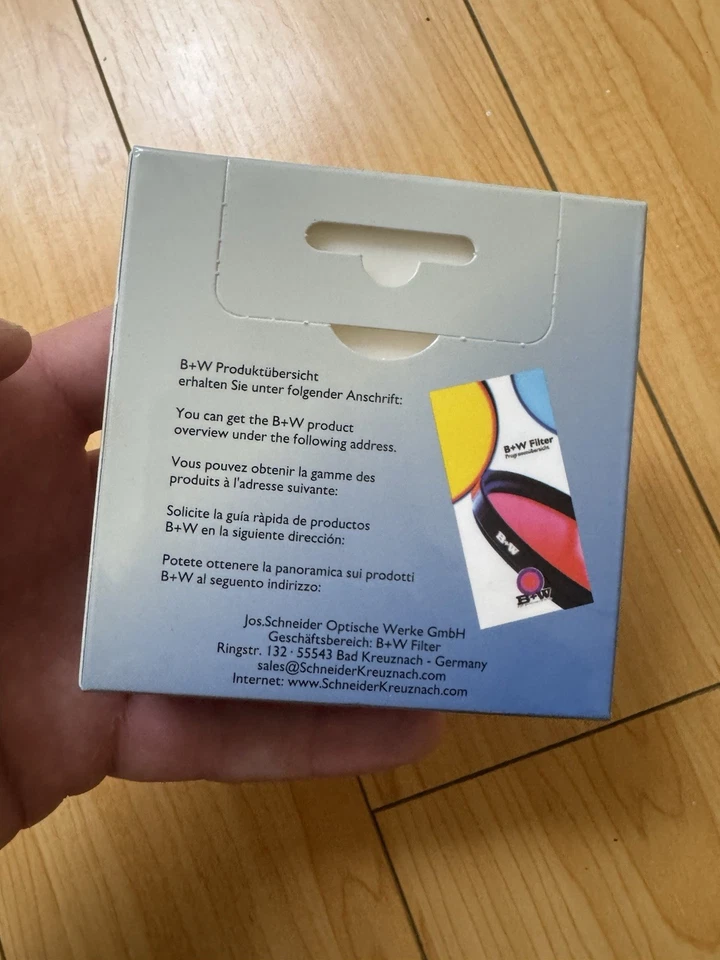 B+W Produktübersicht
erhalten Sie unter folgender Anschrift:
You can get the B+W product
overview under the following address.
Vous pouvez obtenir la gamme des
produits à l'adresse suivante:
Solicite la guía ràpida de productos
B+W en la siguiente dirección:
Potete ottenere la panoramica sui prodotti
B+W al seguento indirizzo:
B+W Filter
Programmübersicht
B+W
B+W
Jos.Schneider Optische Werke GmbH
Geschäftsbereich: B+W Filter
Ringstr. 132 · 55543 Bad Kreuznach - Germany
sales@SchneiderKreuznach.com
Internet: www.SchneiderKreuznach.com